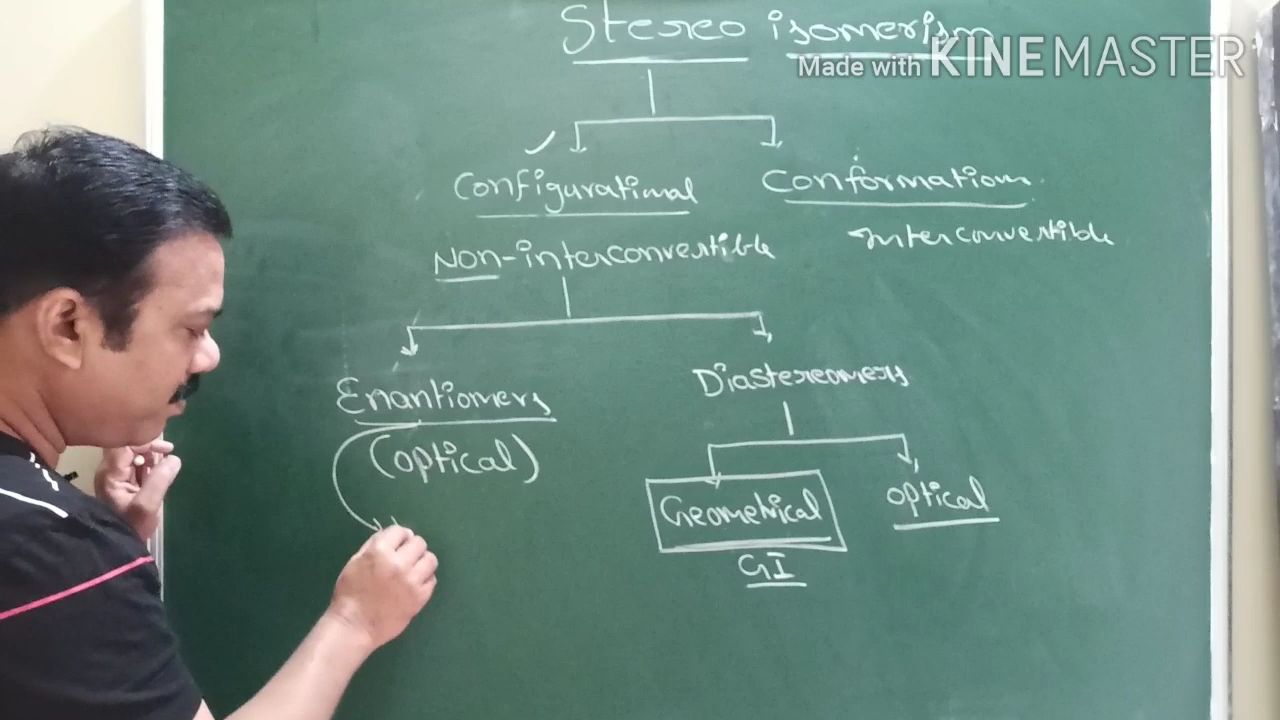 Stereo isomerism
Made with KINEMASTER
Configurational
Conformation
Non-interconvertible
Interconvertible
Enantiomers
(optical)
Diastereomers
Geometrical
GI
optical